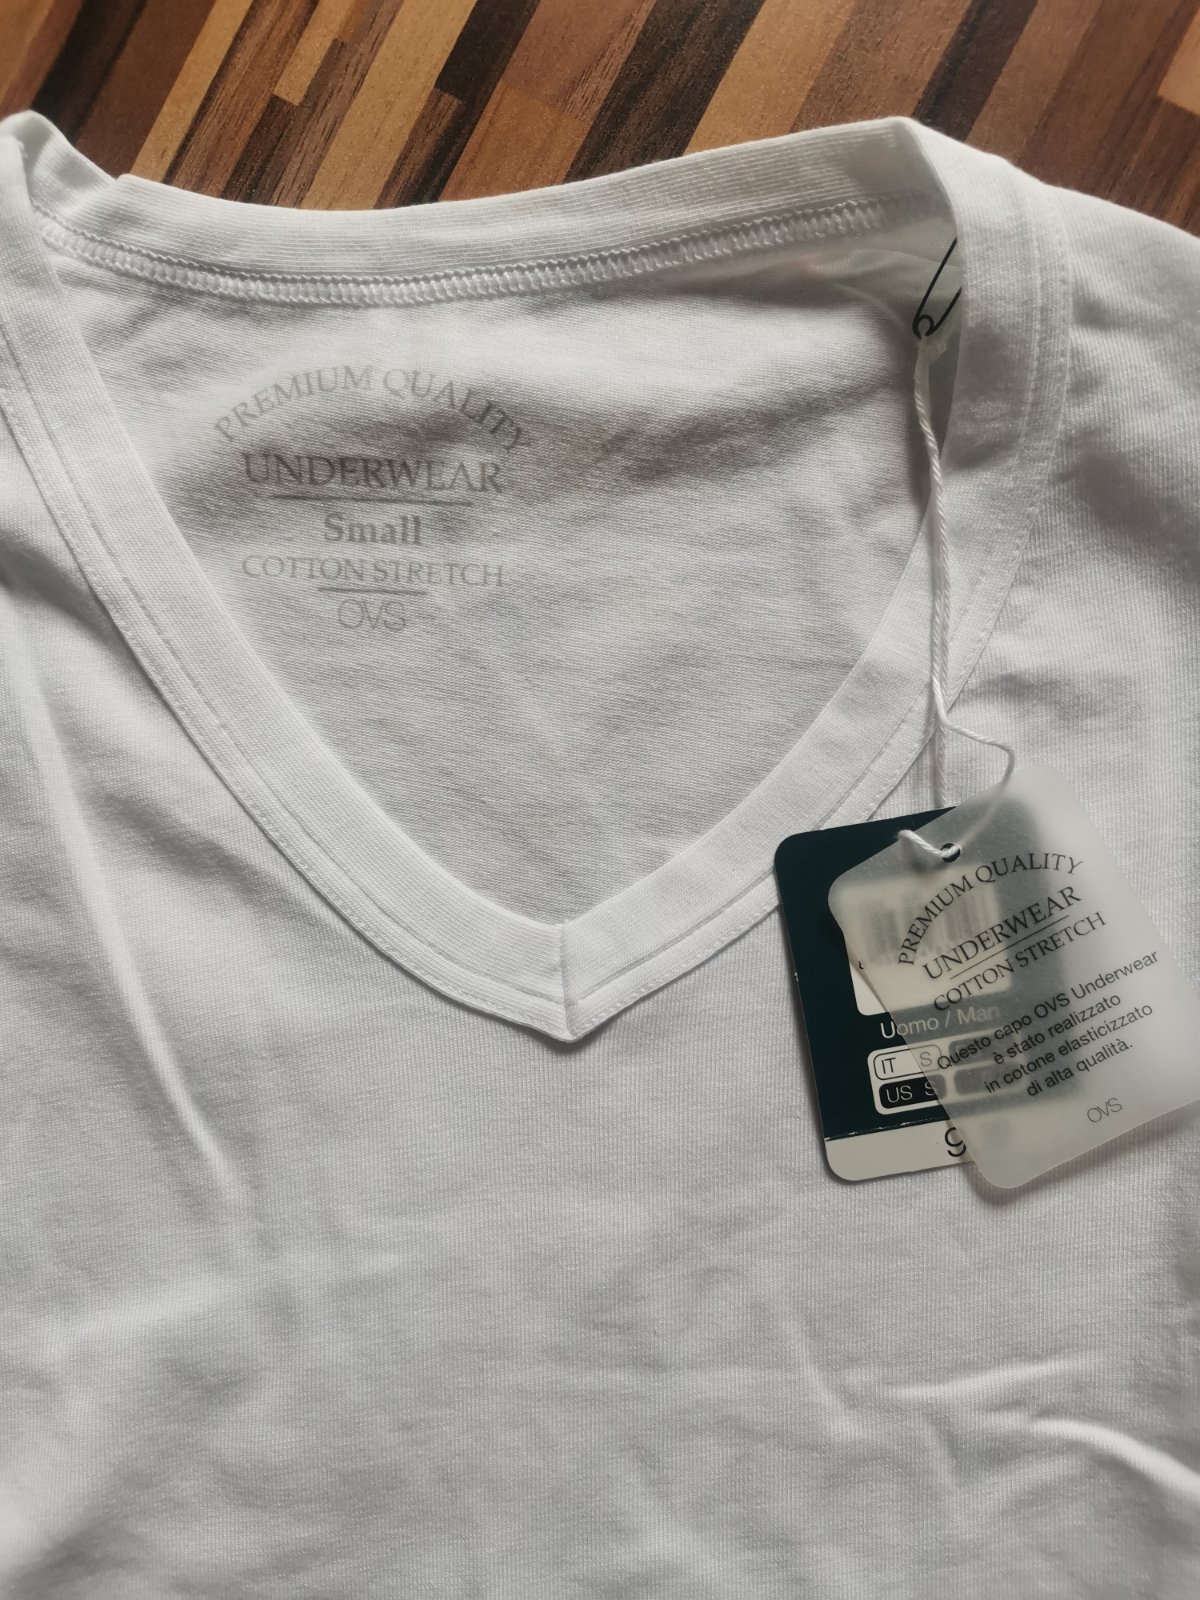 PREMIUM QUALITY
UNDERWEAR
Small
COTTON STRETCH
OVS
PREMIUM QUALITY
UNDERWEAR
COTTON STRETCH
Questo capo OVS Underwear
è stato realizzato
in cotone elasticizzato
di alta qualità.
OVS
Uomo / Man
IT S
US S
9